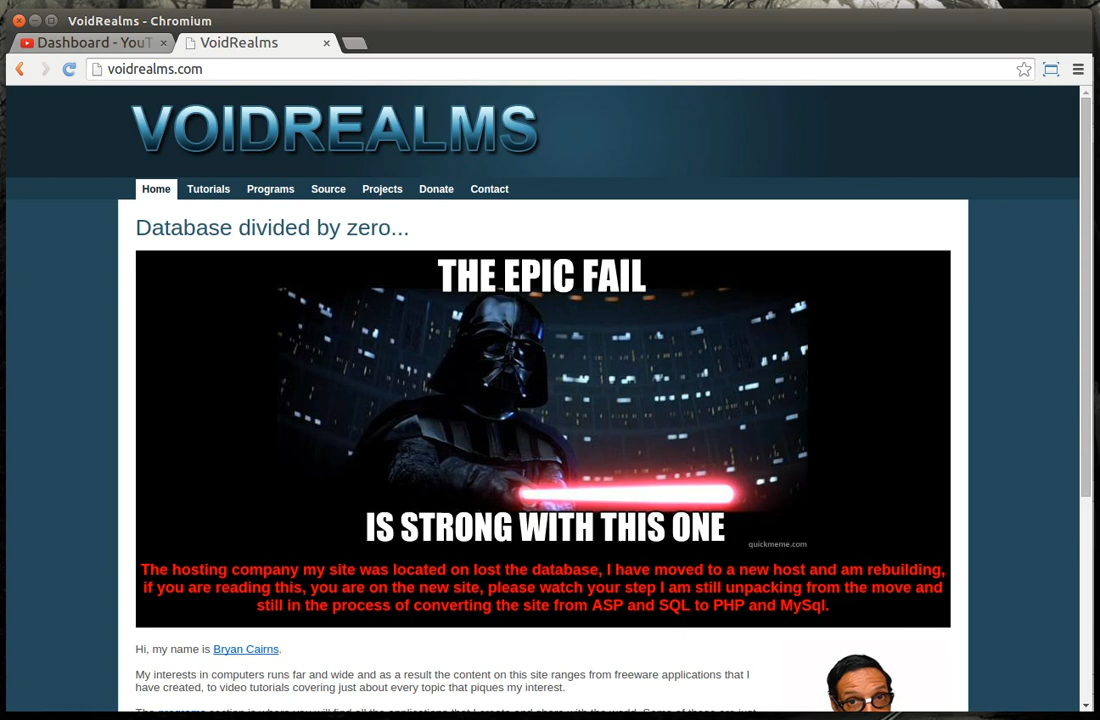 VoidRealms - Chromium
Dashboard - YouT
VoidRealms
voidrealms.com
VOIDREALMS
Home Tutorials Programs Source Projects Donate Contact
Database divided by zero...
THE EPIC FAIL
IS STRONG WITH THIS ONE
quickmeme.com
The hosting company my site was located on lost the database, I have moved to a new host and am rebuilding,
if you are reading this, you are on the new site, please watch your step I am still unpacking from the move and
still in the process of converting the site from ASP and SQL to PHP and MySql.
Hi, my name is Bryan Cairns.
My interests in computers runs far and wide and as a result the content on this site ranges from freeware applications that I
have created, to video tutorials covering just about every topic that piques my interest.